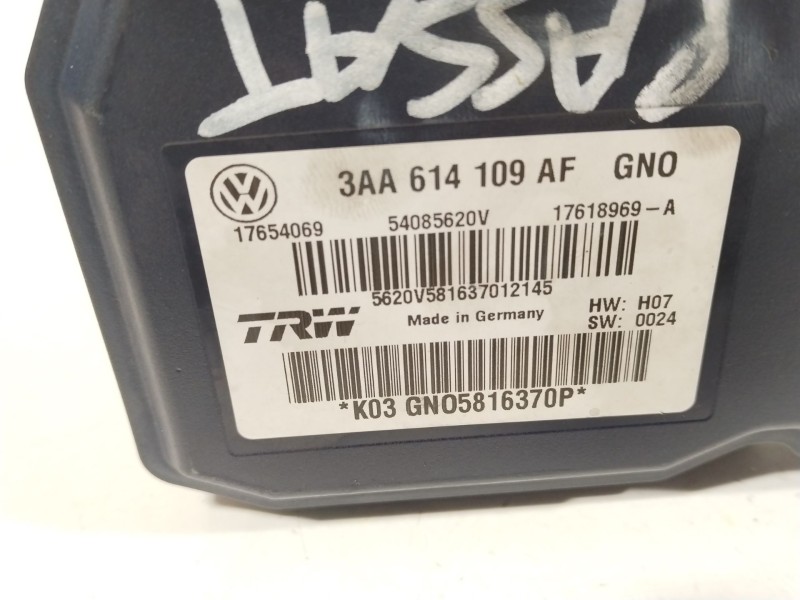 PASSAT
3AA 614 109 AF GNO
17654069 54085620V 17618969-A
5620V581637012145
TRW Made in Germany HW: H07
SW: 0024
*K03 GNO5816370P*